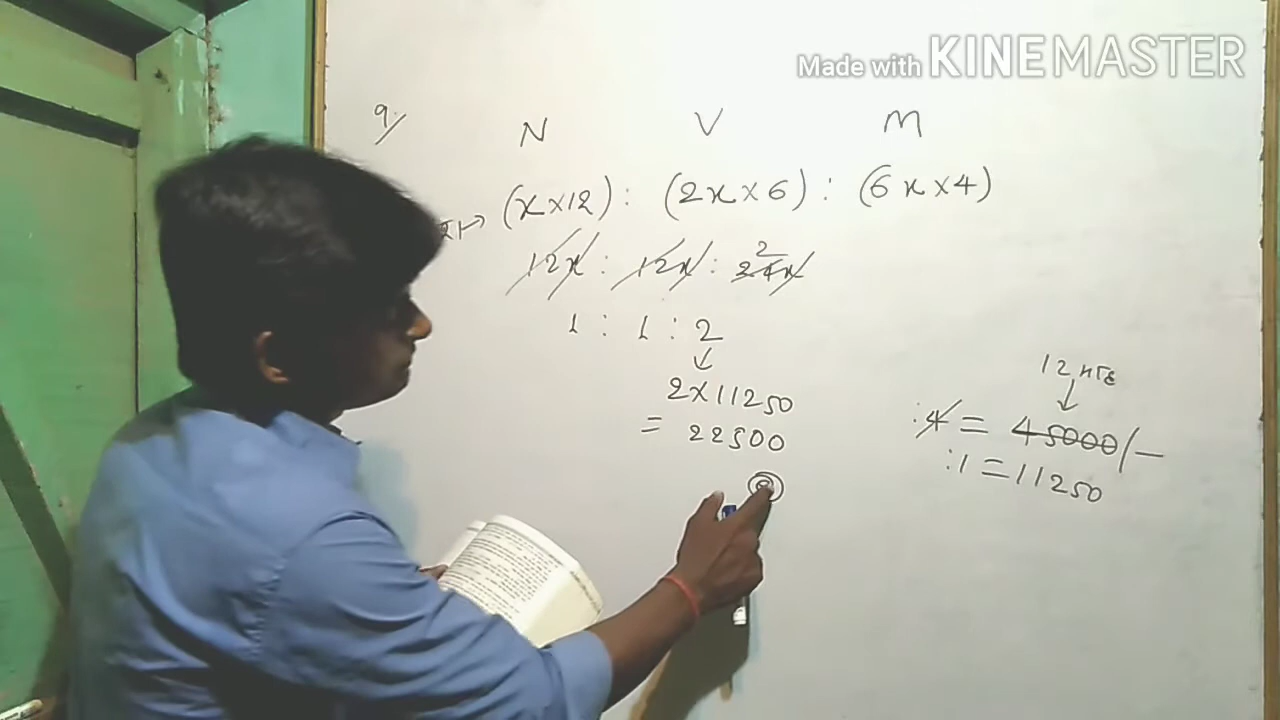 Made with KINEMASTER
9/ N V M
(x×12) : (2x×6) : (6x×4)
12x : 12x : 24x
2
1 : 1 : 2
2×11250
= 22500
12
:4 = 45000/-
:1 = 11250